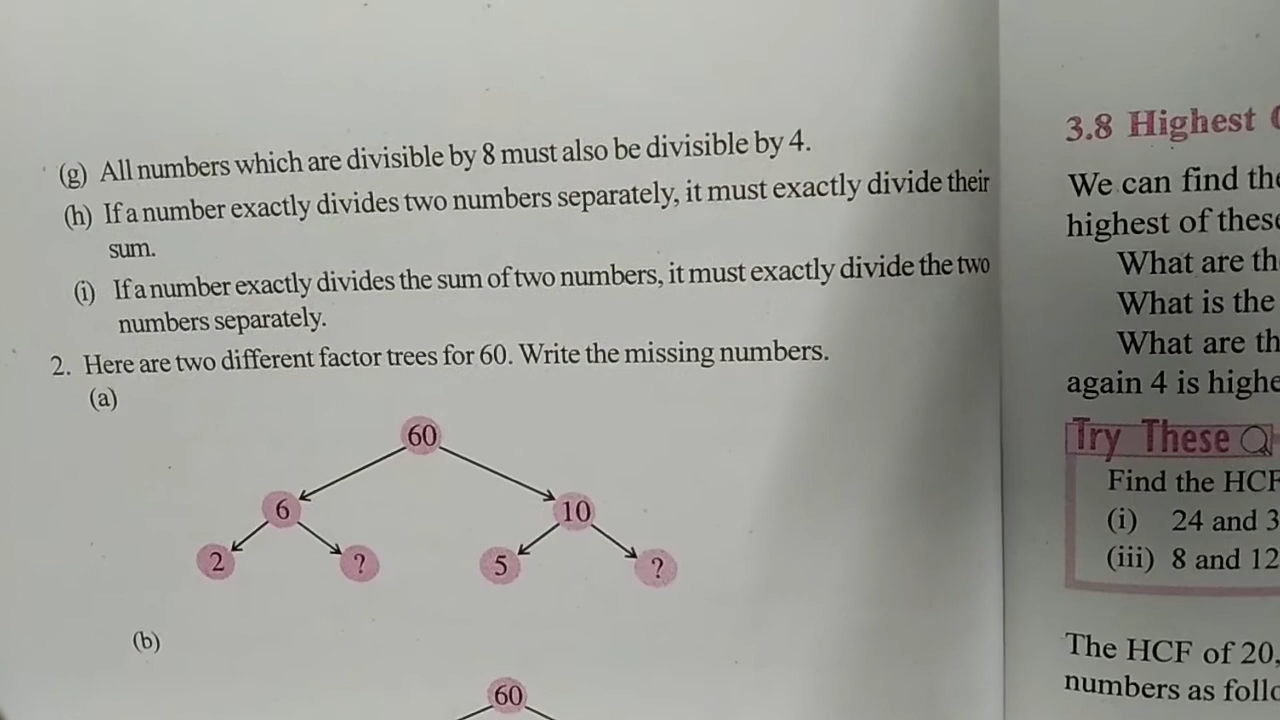 (g) All numbers which are divisible by 8 must also be divisible by 4.
(h) If a number exactly divides two numbers separately, it must exactly divide their
sum.
(i) If a number exactly divides the sum of two numbers, it must exactly divide the two
numbers separately.
2. Here are two different factor trees for 60. Write the missing numbers.
(a)
60
6 10
2 ? 5 ?
(b)
60
3.8 Highest
We can find the
highest of these
What are th
What is the
What are th
again 4 is highe
Try These
Find the HCF
(i) 24 and 3
(iii) 8 and 12
The HCF of 20,
numbers as follo